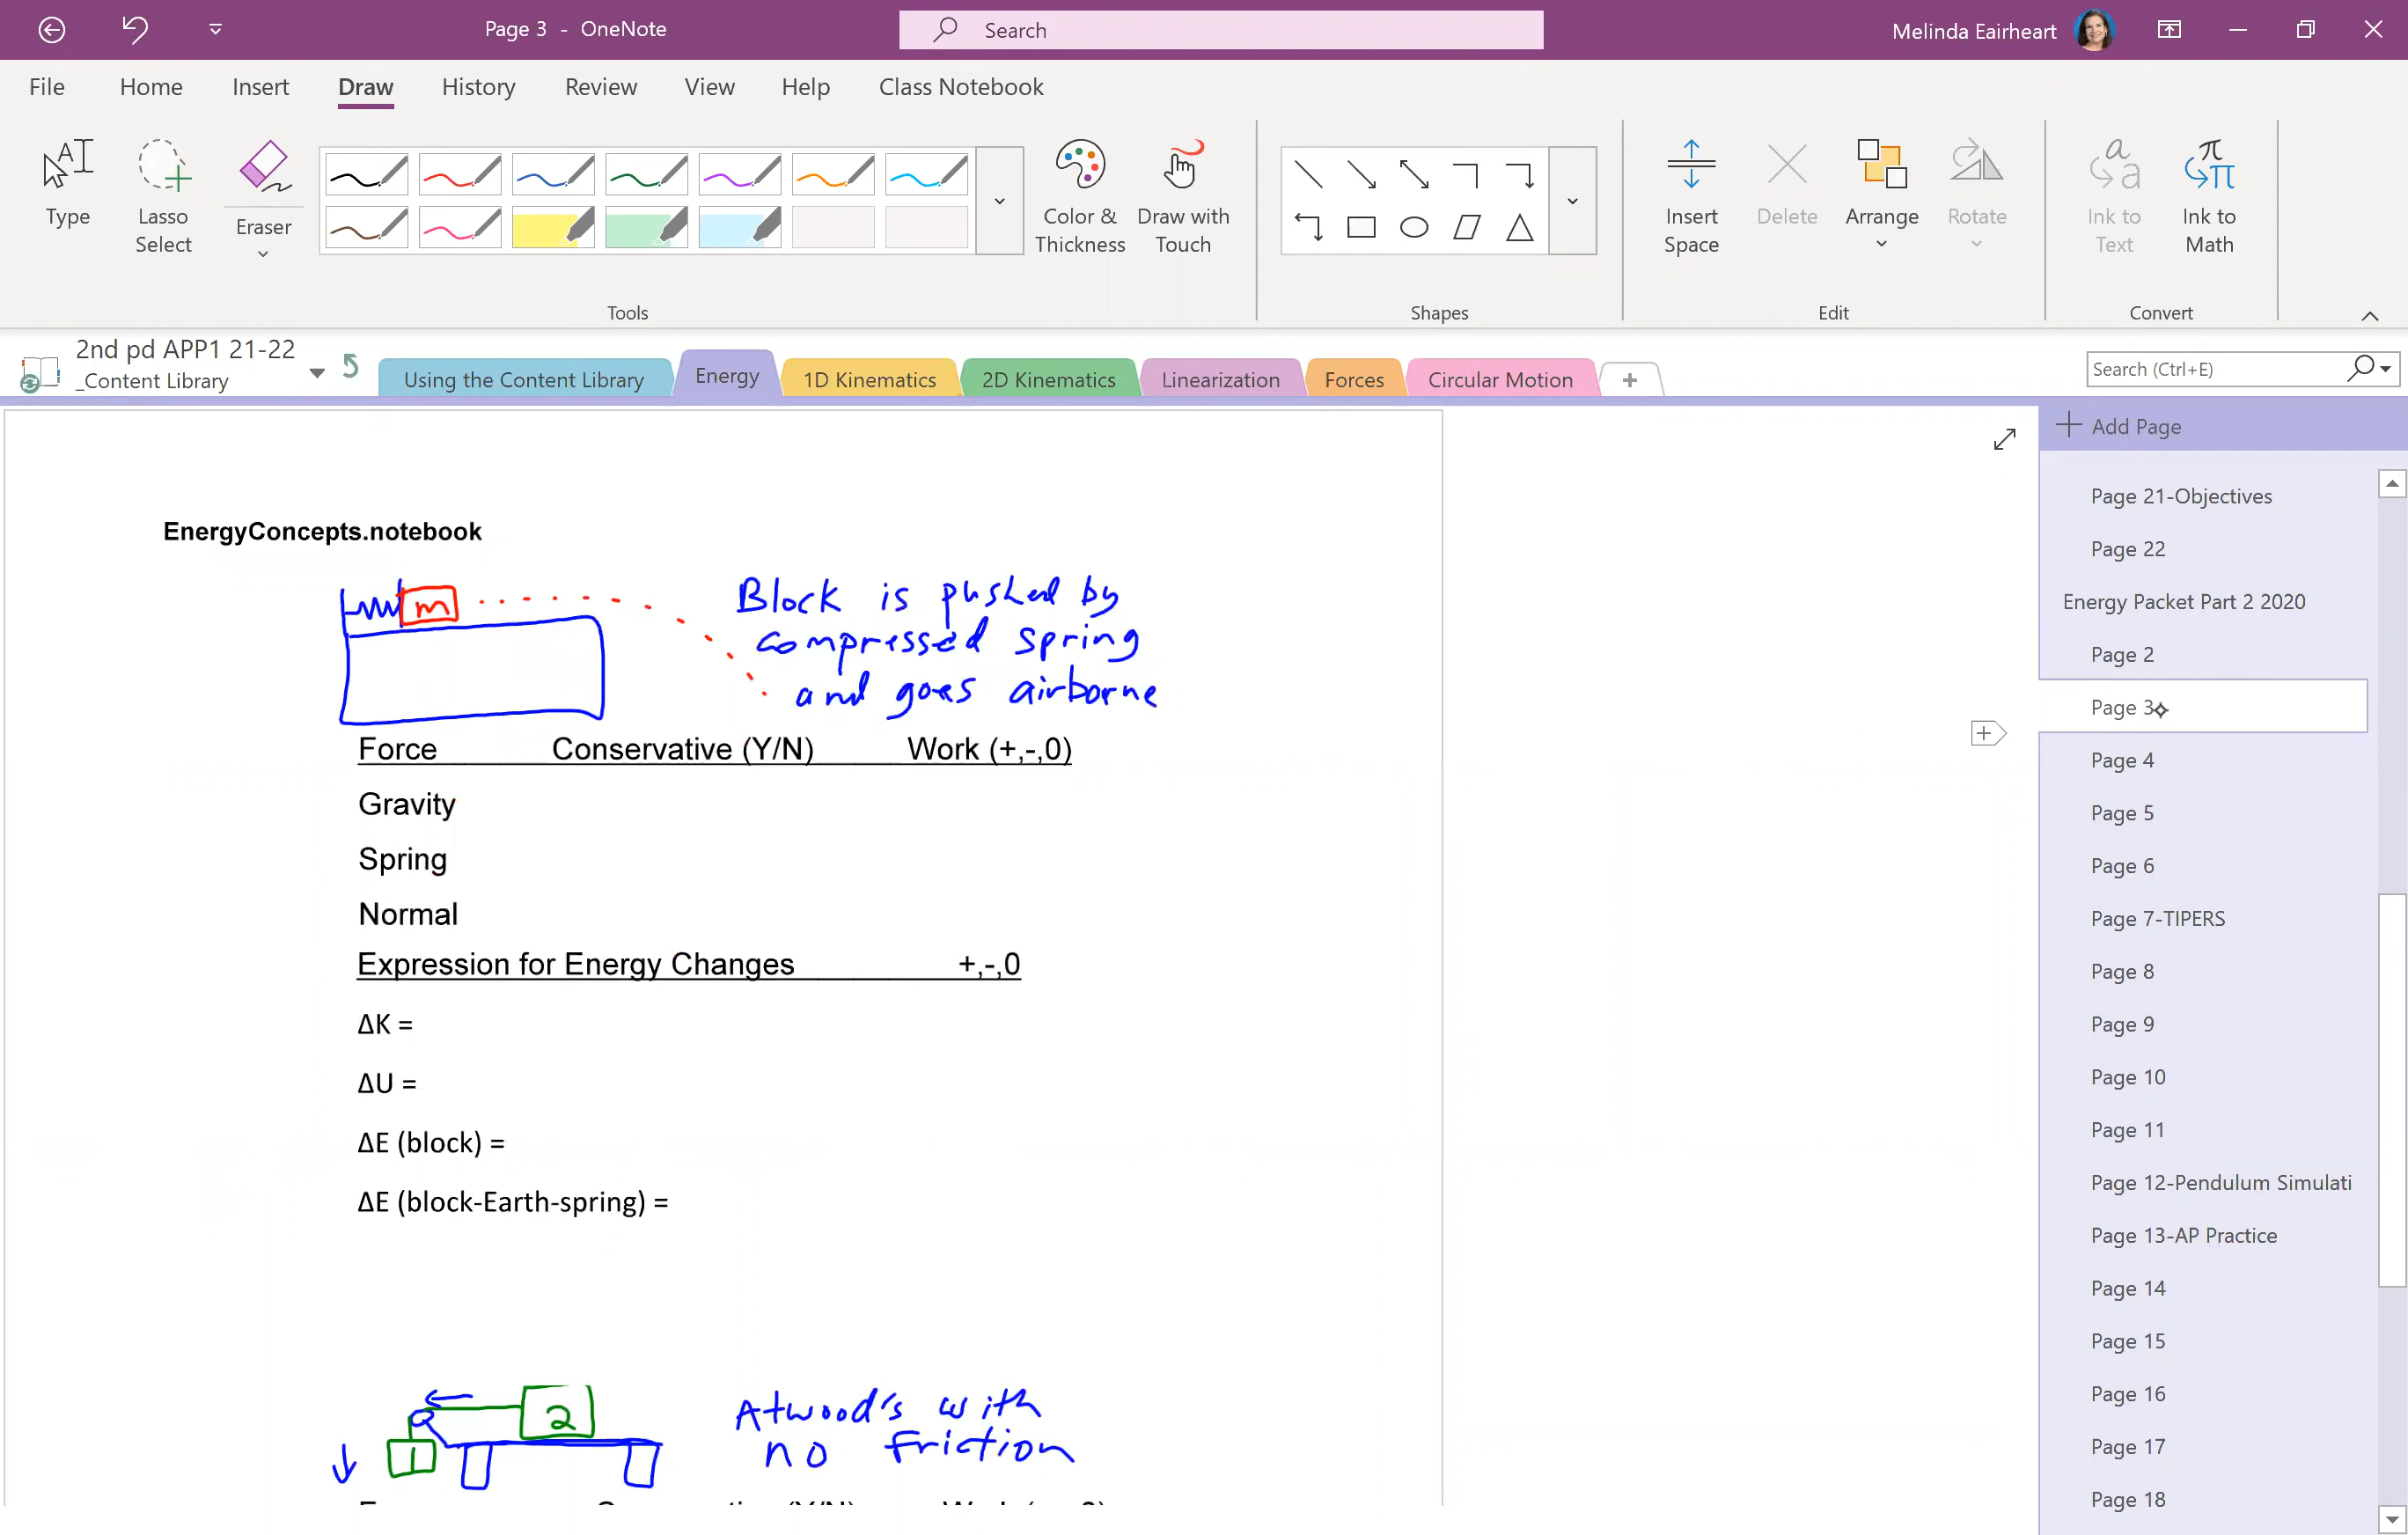 Page 3 - OneNote
Search
Melinda Eairheart
File Home Insert Draw History Review View Help Class Notebook
Type
Lasso Select
Eraser
Color & Thickness
Draw with Touch
Insert Space
Delete
Arrange
Rotate
Ink to Text
Ink to Math
Tools
Shapes
Edit
Convert
2nd pd APP1 21-22
_Content Library
Using the Content Library
Energy
1D Kinematics
2D Kinematics
Linearization
Forces
Circular Motion
Search (Ctrl+E)
EnergyConcepts.notebook
m
Block is pushed by
compressed spring
and goes airborne
Force Conservative (Y/N) Work (+,-,0)
Gravity
Spring
Normal
Expression for Energy Changes +,-,0
ΔK =
ΔU =
ΔE (block) =
ΔE (block-Earth-spring) =
2
1
Atwood's with
no friction
Add Page
Page 21-Objectives
Page 22
Energy Packet Part 2 2020
Page 2
Page 3
Page 4
Page 5
Page 6
Page 7-TIPERS
Page 8
Page 9
Page 10
Page 11
Page 12-Pendulum Simulati
Page 13-AP Practice
Page 14
Page 15
Page 16
Page 17
Page 18